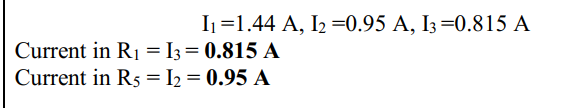 I₁ =1.44 A, I₂ =0.95 A, I₃ =0.815 A
Current in R₁ = I₃ = 0.815 A
Current in R₅ = I₂ = 0.95 A